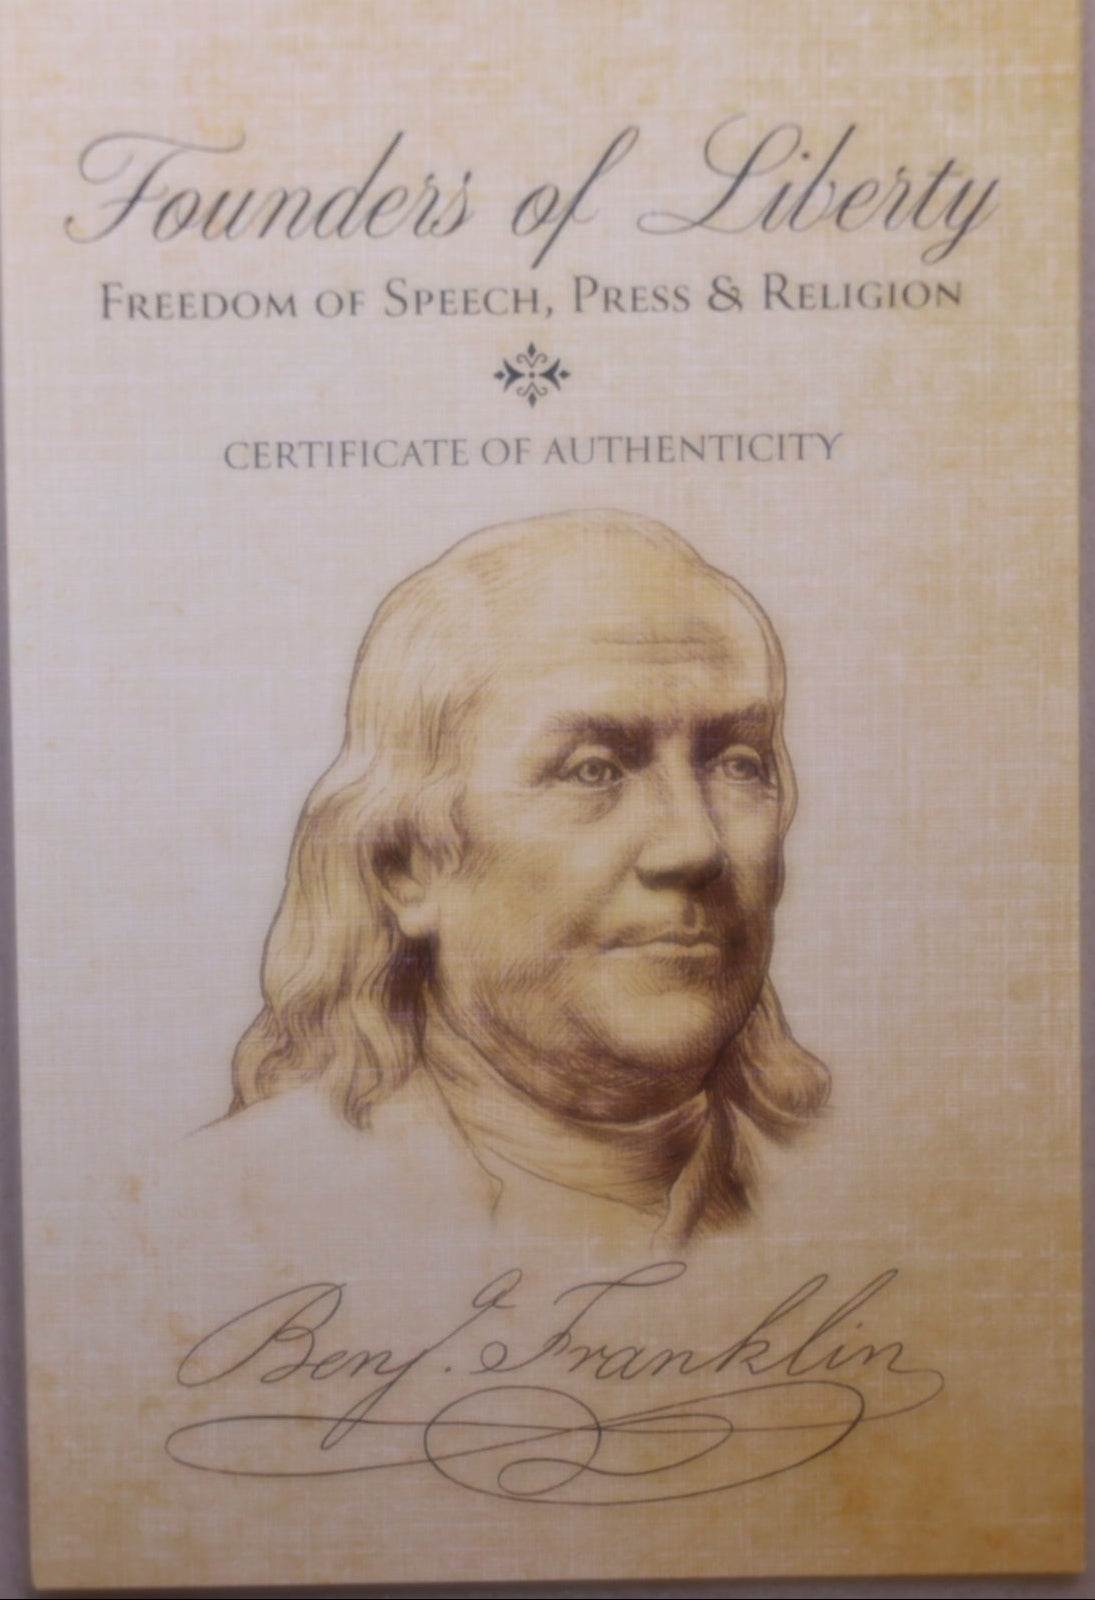 Founders of Liberty
FREEDOM OF SPEECH, PRESS & RELIGION
CERTIFICATE OF AUTHENTICITY
Benj. Franklin